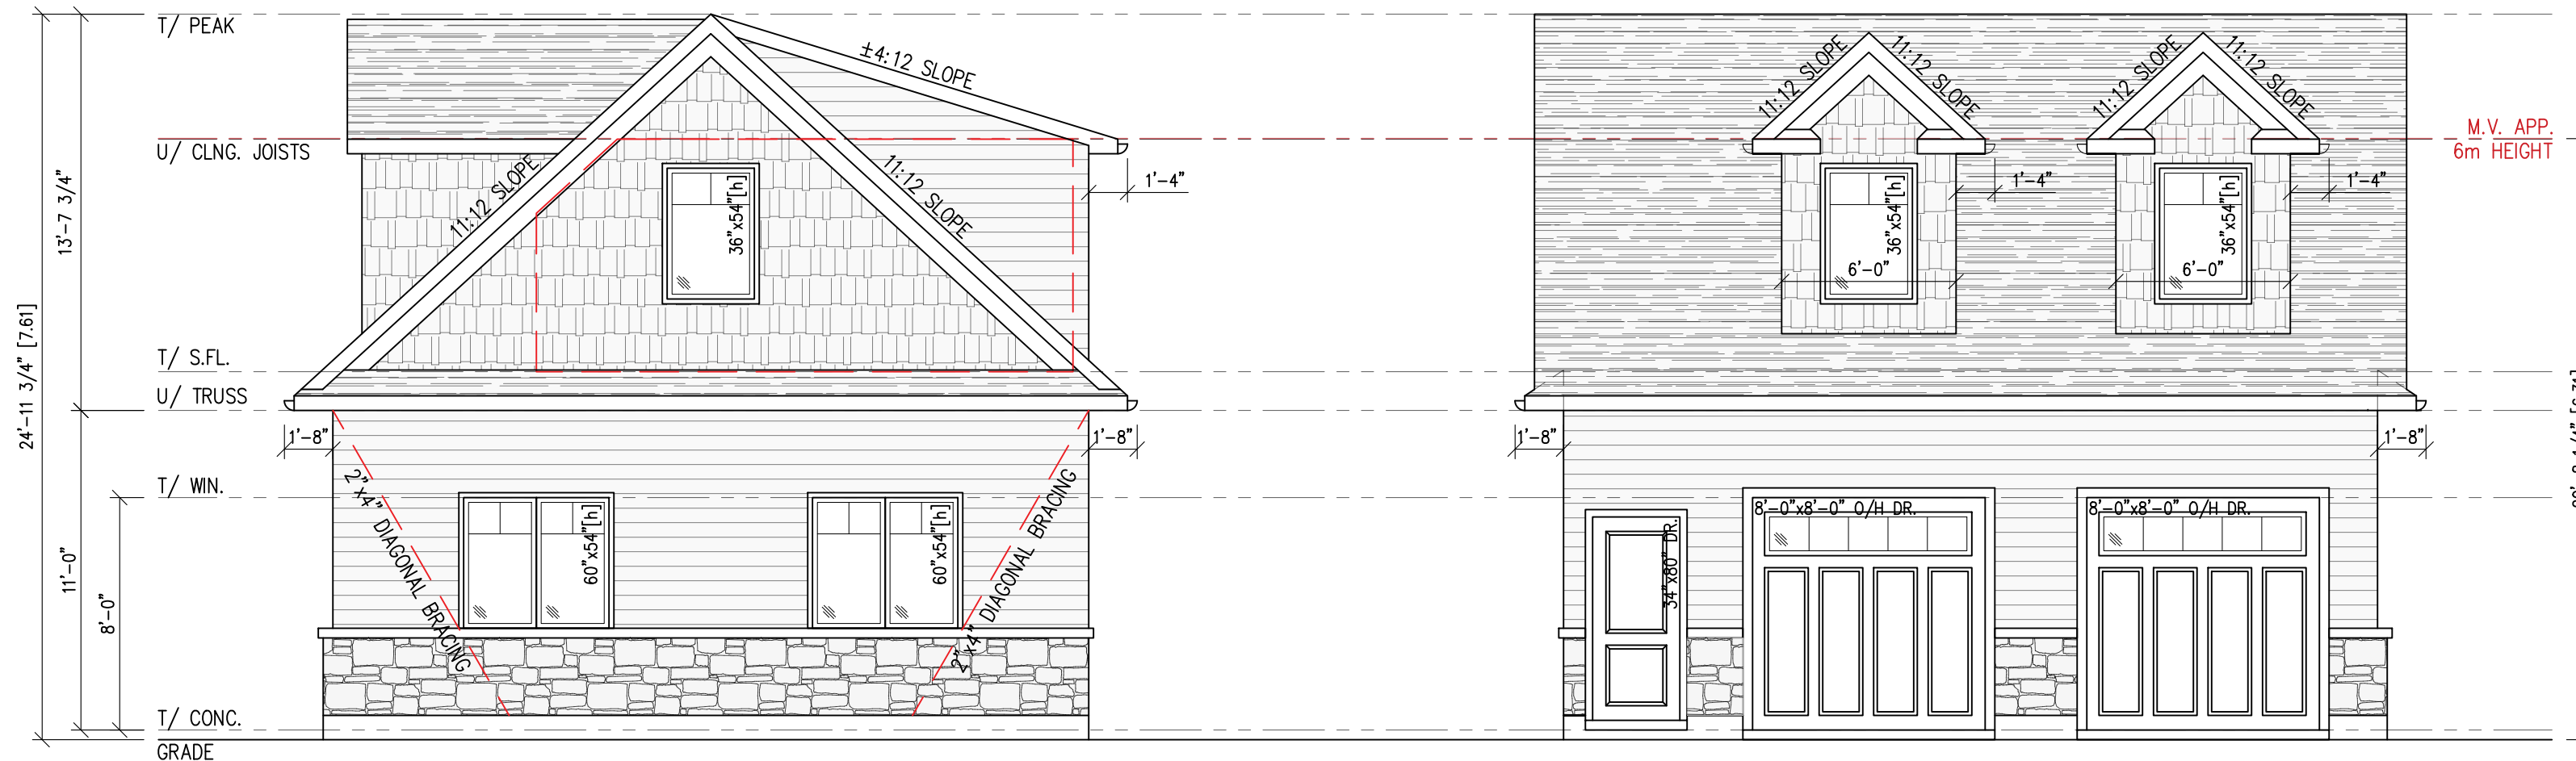 T/ PEAK
±4:12 SLOPE
U/ CLNG. JOISTS
11:12 SLOPE
11:12 SLOPE
36"x54"[h]
1'-4"
13'-7 3/4"
24'-11 3/4" [7.61]
T/ S.FL.
U/ TRUSS
1'-8"
1'-8"
T/ WIN.
2"x4" DIAGONAL BRACING
60"x54"[h]
60"x54"[h]
2"x4" DIAGONAL BRACING
11'-0"
8'-0"
T/ CONC.
GRADE
11:12 SLOPE
11:12 SLOPE
11:12 SLOPE
11:12 SLOPE
M.V. APP.
6m HEIGHT
36"x54"[h]
1'-4"
36"x54"[h]
1'-4"
6'-0"
6'-0"
1'-8"
1'-8"
34"x80" DR.
8'-0"x8'-0" O/H DR.
8'-0"x8'-0" O/H DR.